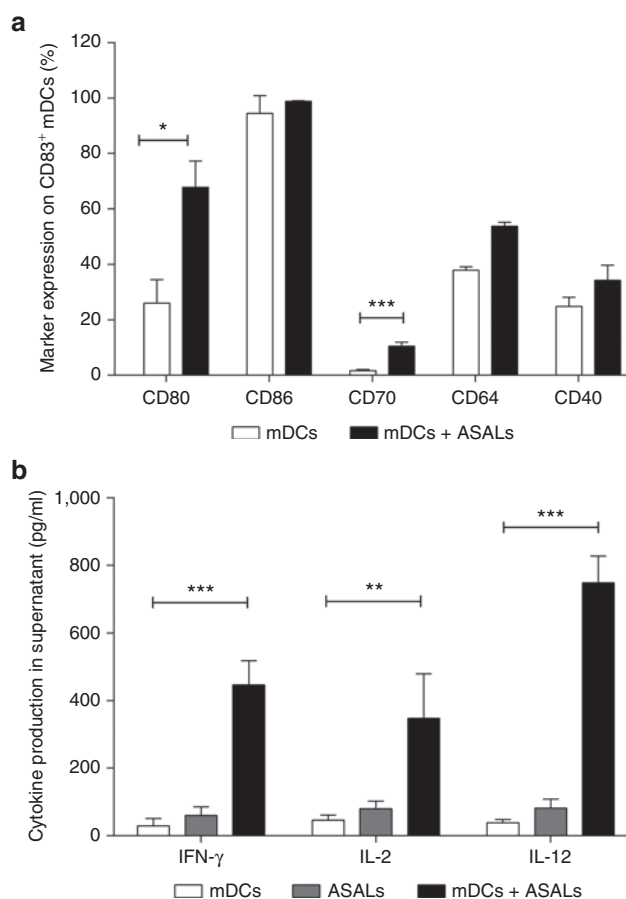 a
Marker expression on CD83⁺ mDCs (%)
120
100
80
60
40
20
0
*
***
CD80 CD86 CD70 CD64 CD40
mDCs mDCs + ASALs
b
Cytokine production in supernatant (pg/ml)
1,000
800
600
400
200
0
***
**
***
IFN-γ IL-2 IL-12
mDCs ASALs mDCs + ASALs